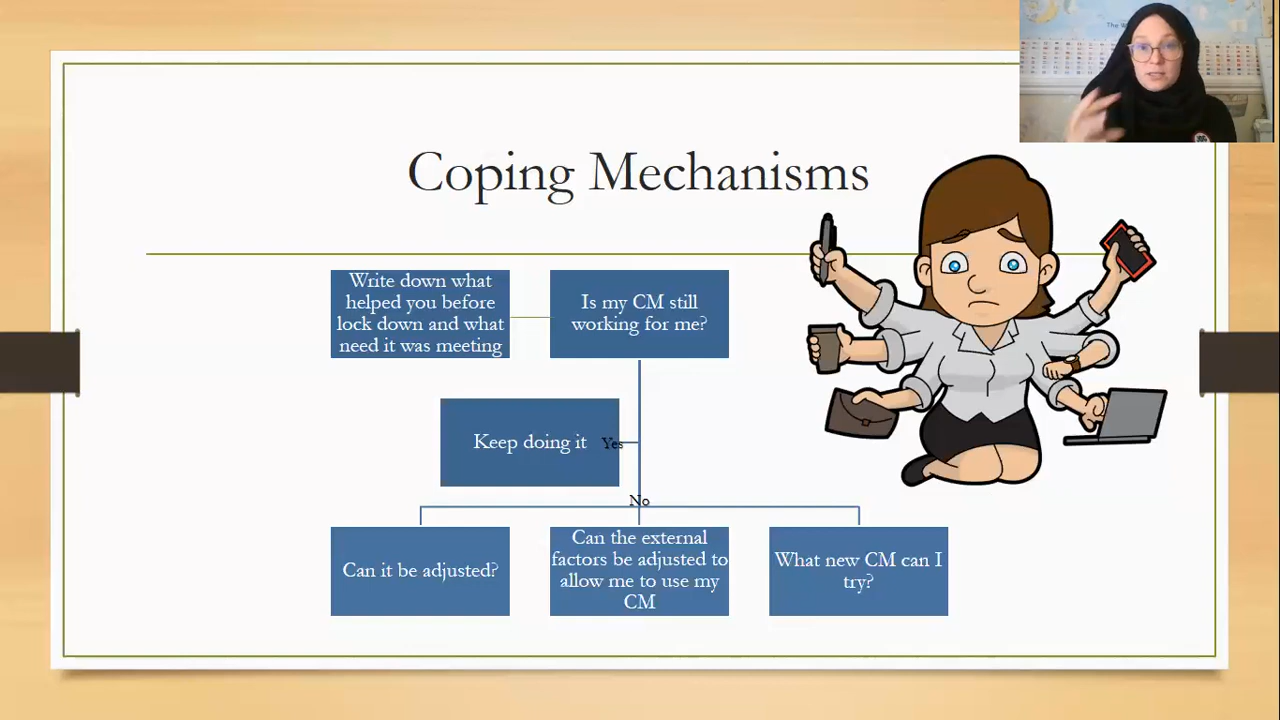 Coping Mechanisms
Write down what
helped you before
lock down and what
need it was meeting
Is my CM still
working for me?
Keep doing it
Yes
No
Can it be adjusted?
Can the external
factors be adjusted to
allow me to use my
CM
What new CM can I
try?